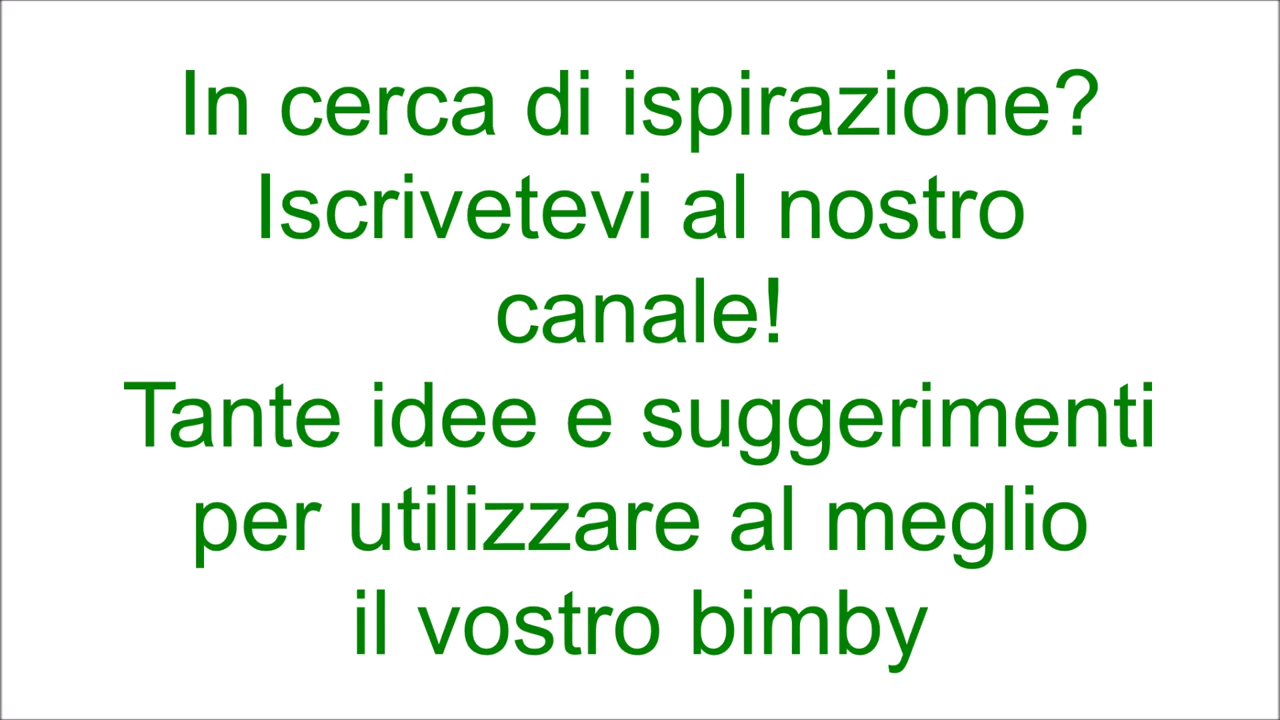 In cerca di ispirazione?
Iscrivetevi al nostro
canale!
Tante idee e suggerimenti
per utilizzare al meglio
il vostro bimby